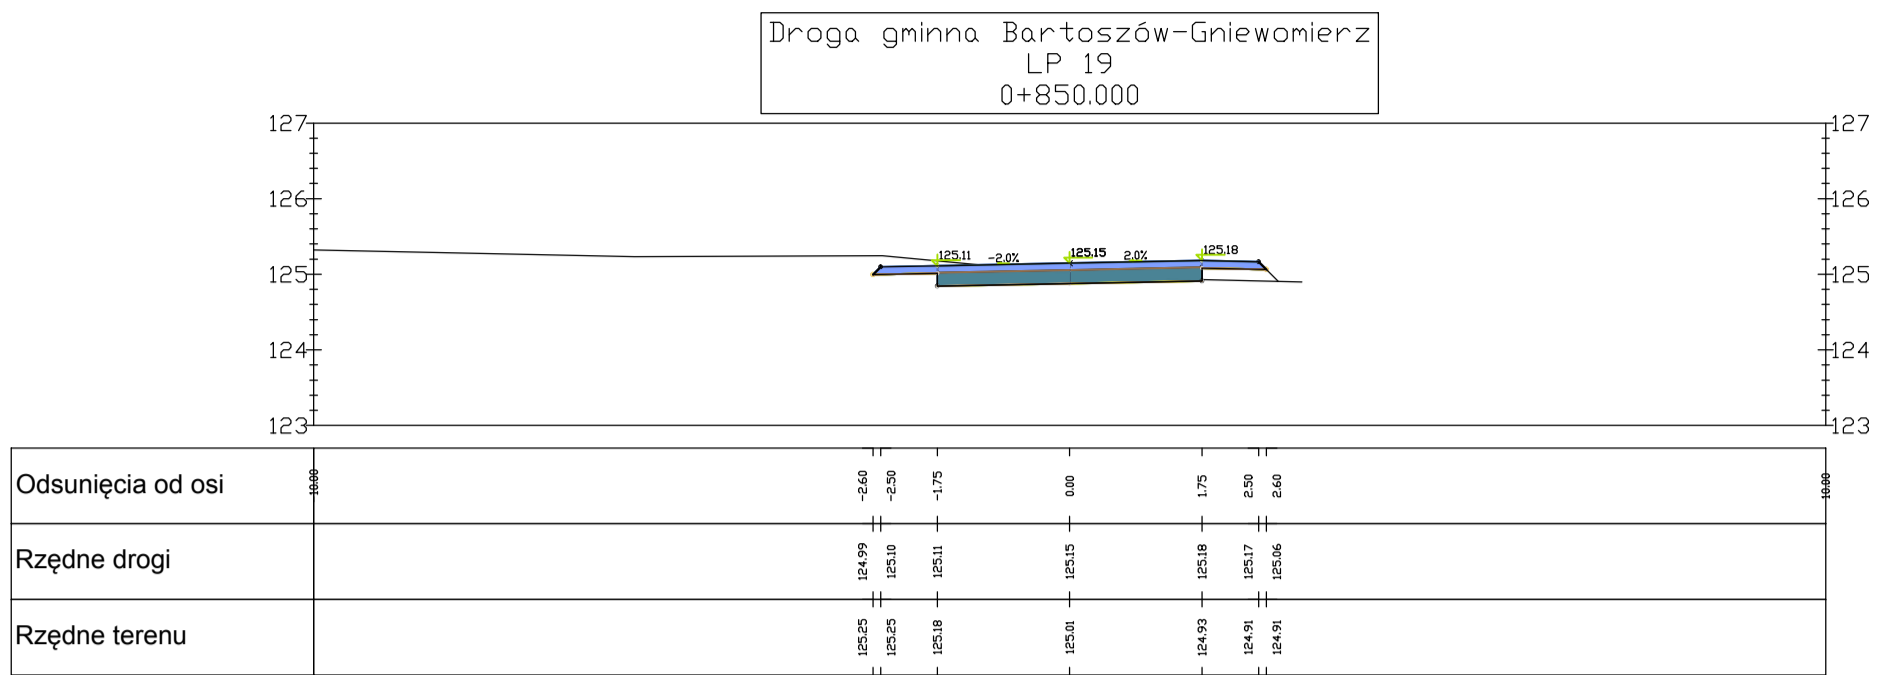 Droga gminna Bartoszów-Gniewomierz
LP 19
0+850.000
127 127
126 126
125 125
124 124
123 123
125.11 -2.0% 125.15 2.0% 125.18
Odsunięcia od osi 10.00 -2.60 -2.50 -1.75 0.00 1.75 2.50 2.60 10.00
Rzędne drogi 124.99 125.10 125.11 125.15 125.18 125.17 125.06
Rzędne terenu 125.25 125.25 125.18 125.01 124.93 124.91 124.91